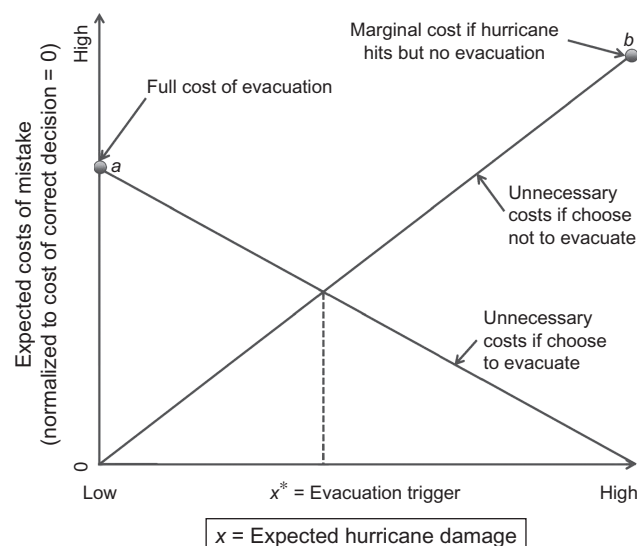 High
Marginal cost if hurricane
hits but no evacuation
b
Full cost of evacuation
a
Expected costs of mistake
(normalized to cost of correct decision = 0)
Unnecessary
costs if choose
not to evacuate
Unnecessary
costs if choose
to evacuate
0
Low
x* = Evacuation trigger
High
x = Expected hurricane damage